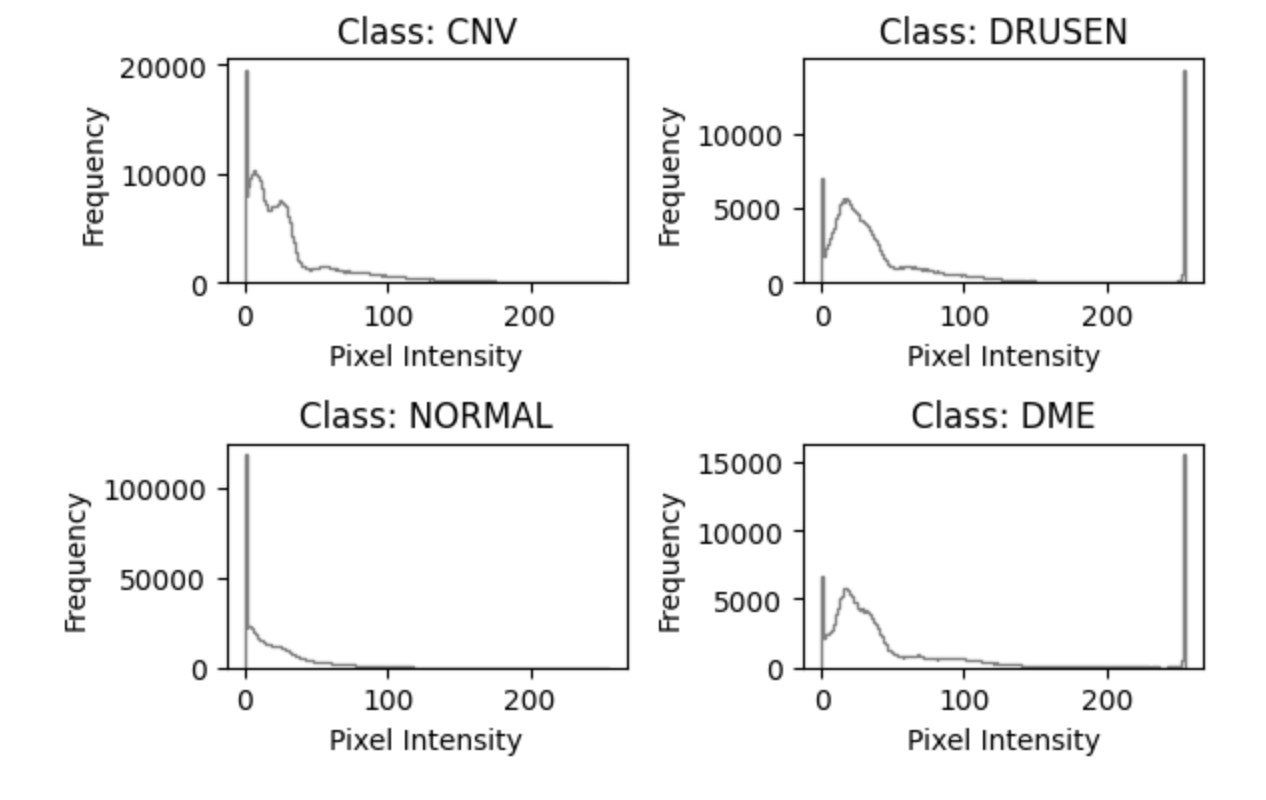 Class: CNV
20000
10000
0
Frequency
0 100 200
Pixel Intensity
Class: DRUSEN
10000
5000
0
Frequency
0 100 200
Pixel Intensity
Class: NORMAL
100000
50000
0
Frequency
0 100 200
Pixel Intensity
Class: DME
15000
10000
5000
0
Frequency
0 100 200
Pixel Intensity